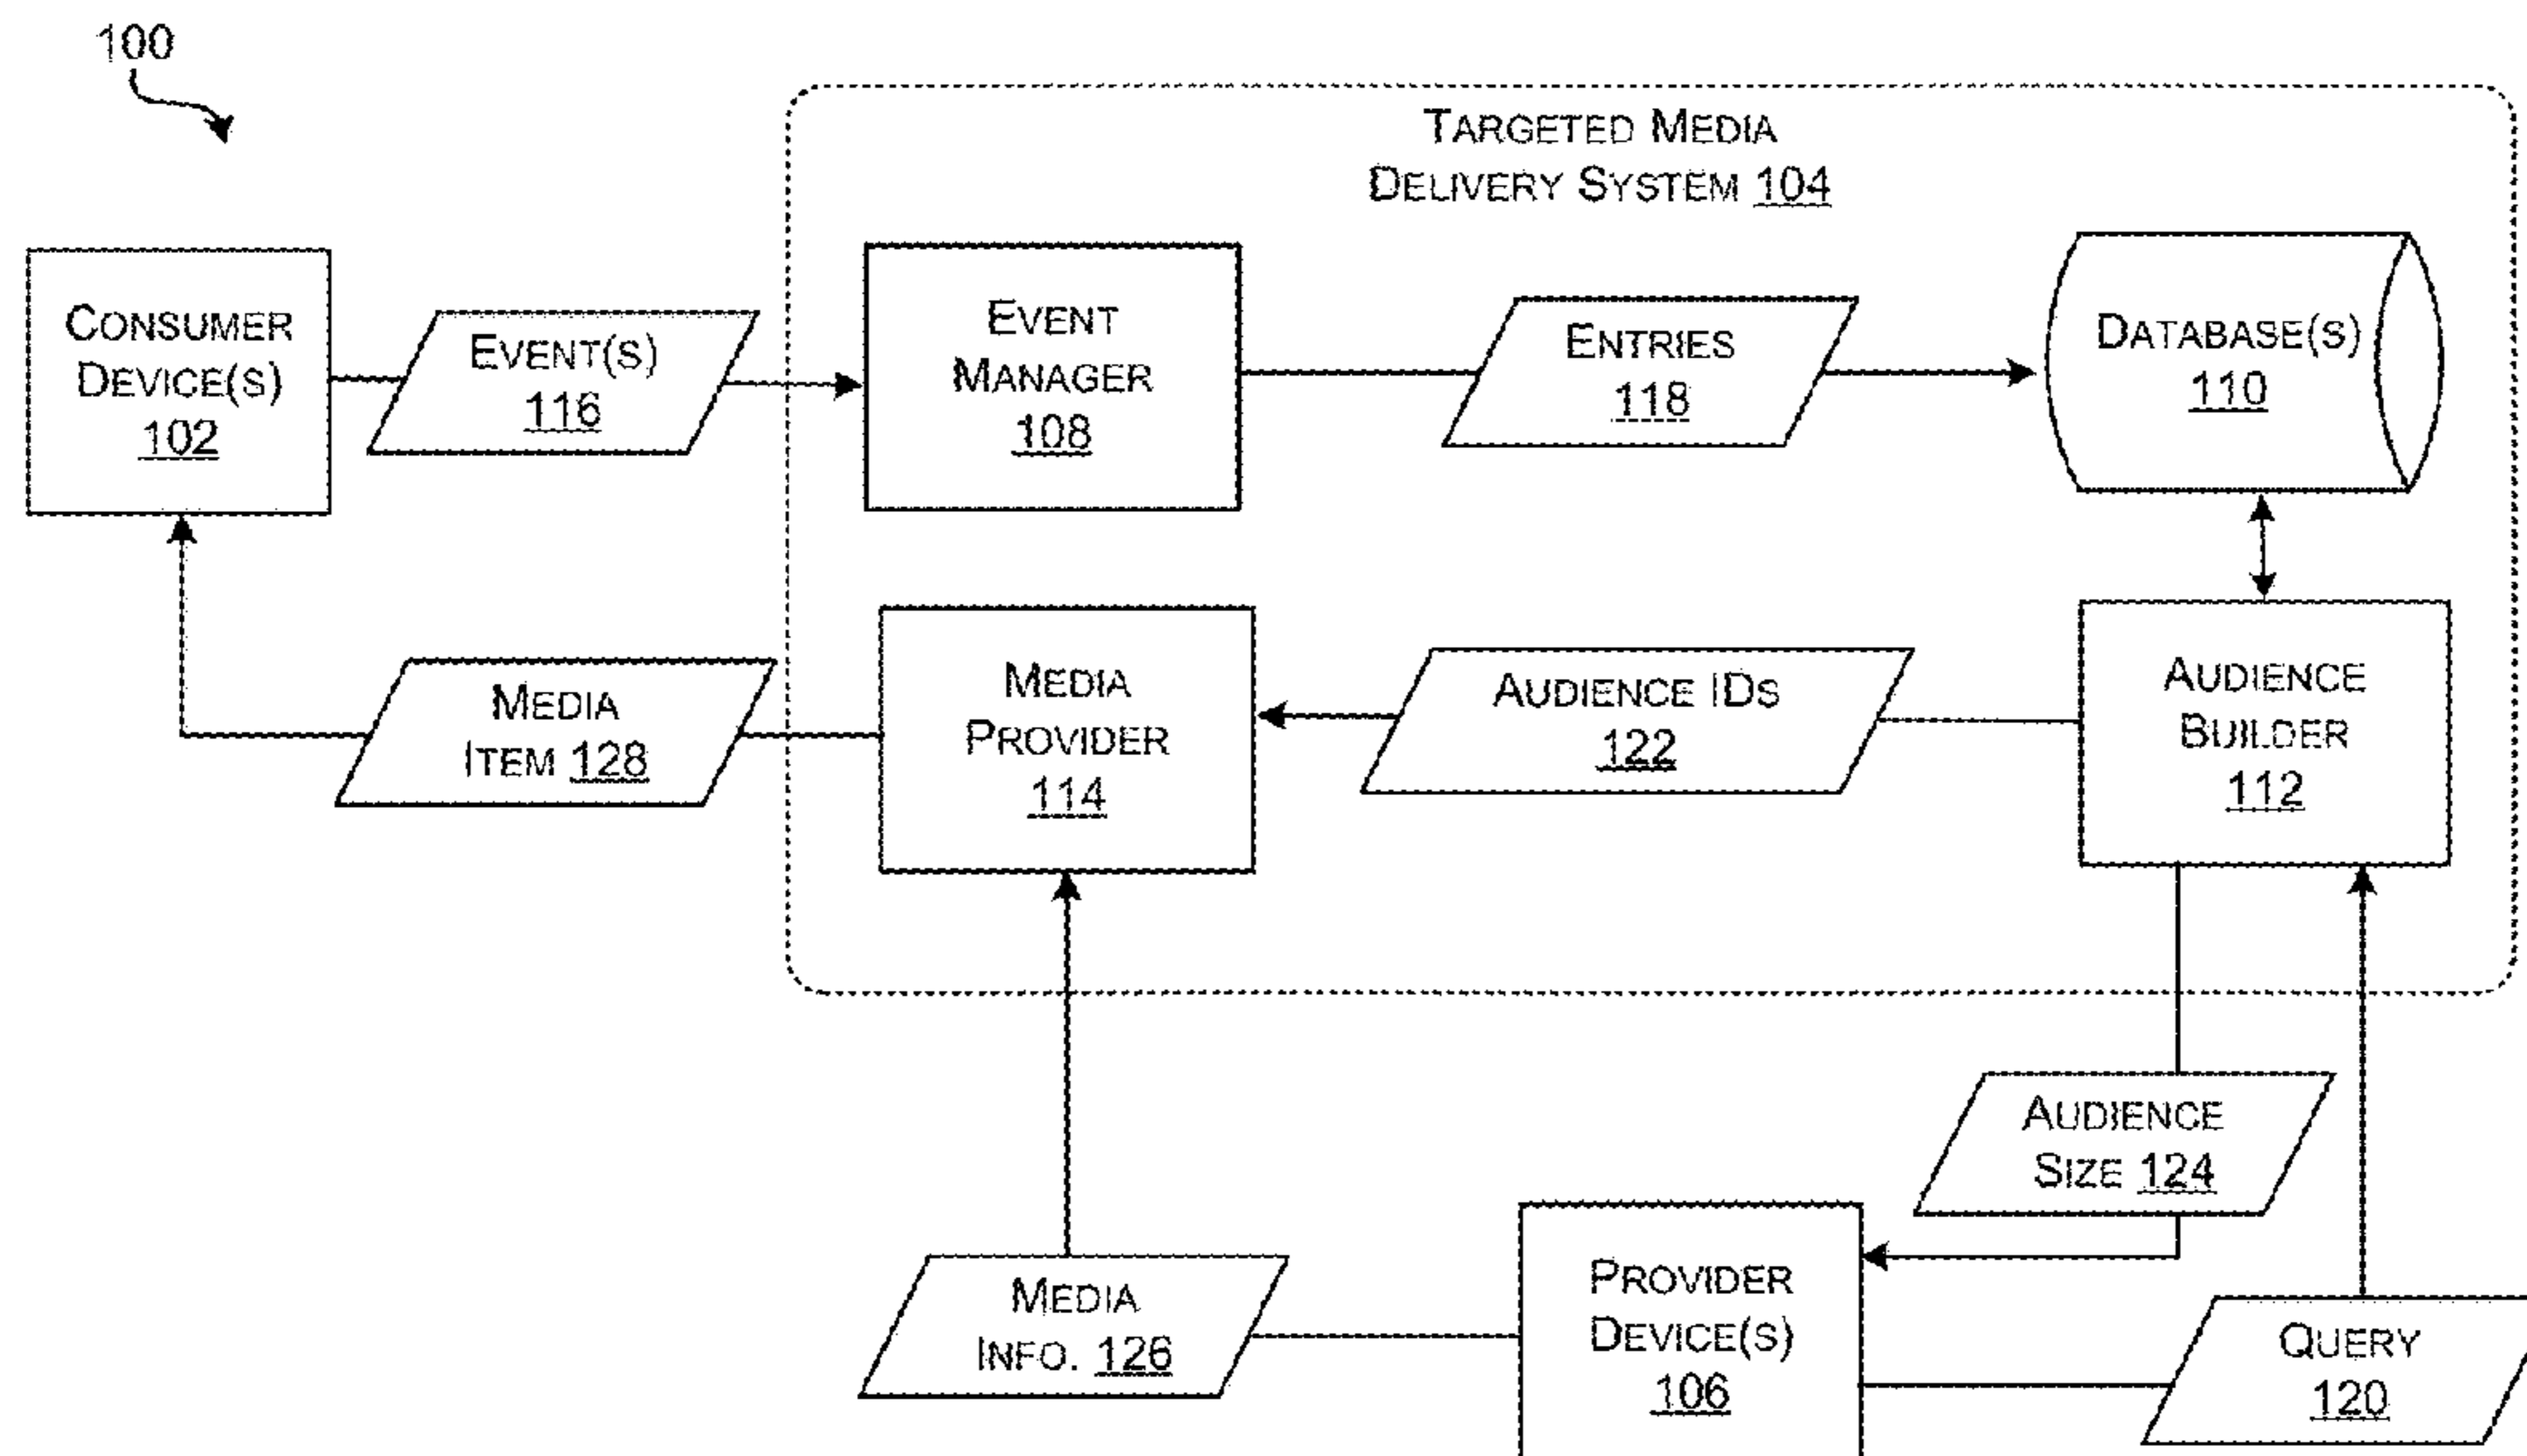 100
TARGETED MEDIA
DELIVERY SYSTEM 104
CONSUMER
DEVICE(S)
102
EVENT(S)
116
EVENT
MANAGER
108
ENTRIES
118
DATABASE(S)
110
MEDIA
ITEM 128
MEDIA
PROVIDER
114
AUDIENCE IDS
122
AUDIENCE
BUILDER
112
AUDIENCE
SIZE 124
MEDIA
INFO. 126
PROVIDER
DEVICE(S)
106
QUERY
120